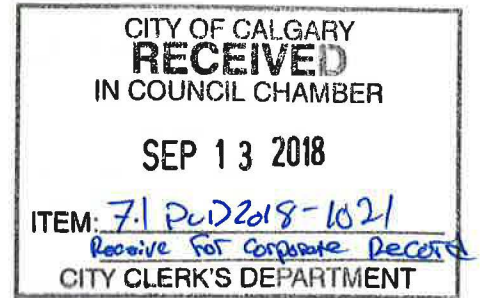 CITY OF CALGARY
RECEIVED
IN COUNCIL CHAMBER
SEP 13 2018
ITEM: 7.1 PUD2018-1021
Receive For Corporate Record
CITY CLERK'S DEPARTMENT